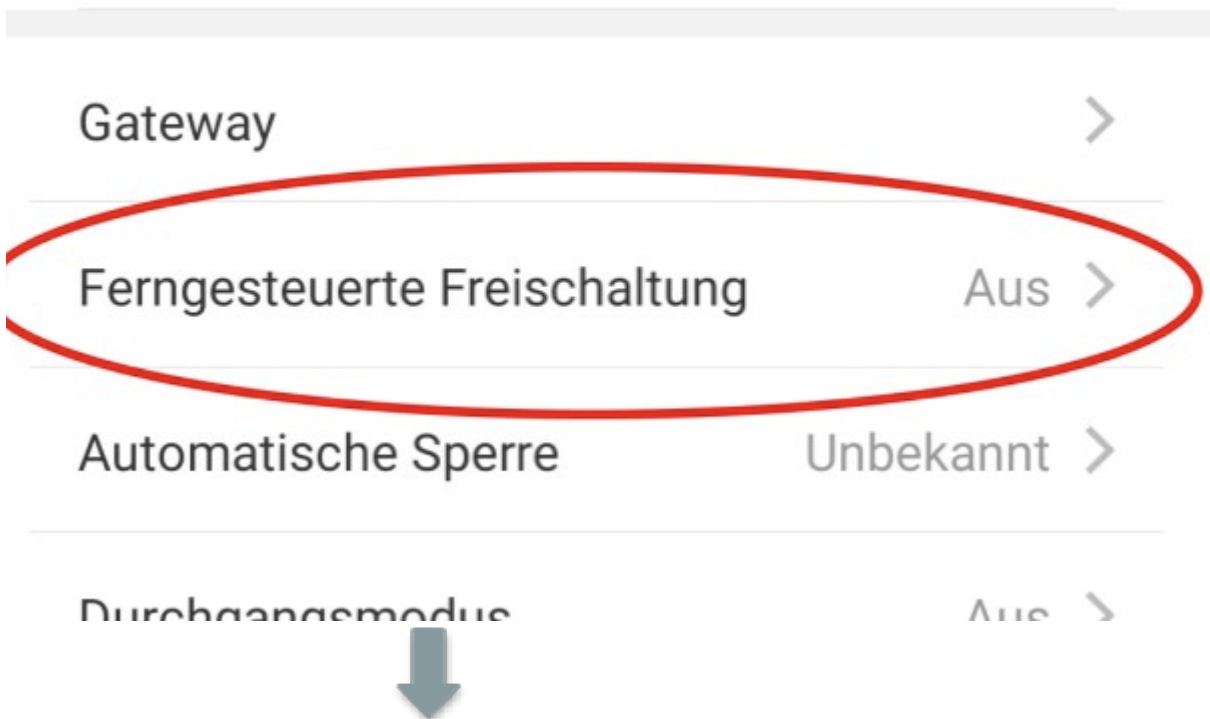 Gateway
Ferngesteuerte Freischaltung Aus
Automatische Sperre Unbekannt
Durchgangsmodus Aus